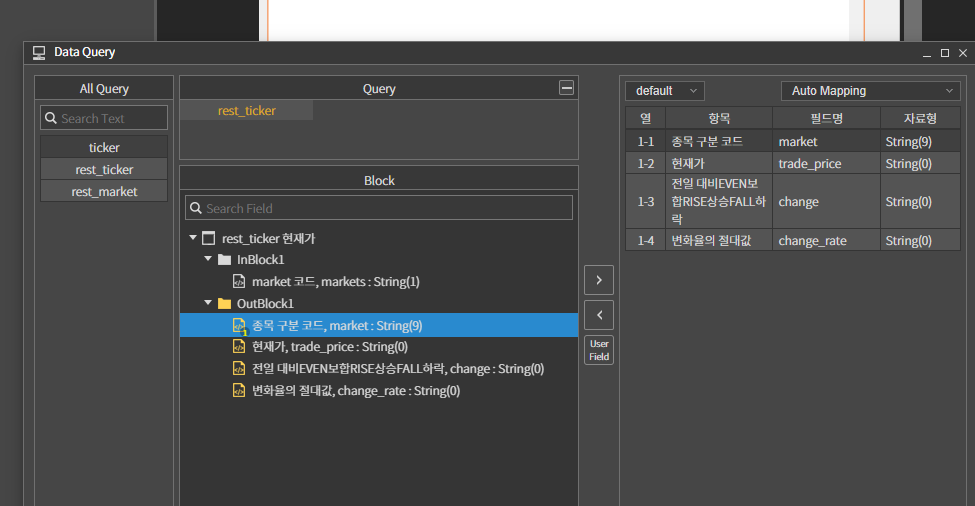 Data Query
All Query
Search Text
ticker
rest_ticker
rest_market
Query
rest_ticker
Block
Search Field
rest_ticker 현재가
InBlock1
market 코드, markets : String(1)
OutBlock1
1
종목 구분 코드, market : String(9)
현재가, trade_price : String(0)
전일 대비EVEN보합RISE상승FALL하락, change : String(0)
변화율의 절대값, change_rate : String(0)
User
Field
default Auto Mapping
열 항목 필드명 자료형
1-1 종목 구분 코드 market String(9)
1-2 현재가 trade_price String(0)
전일 대비EVEN보
1-3 합RISE상승FALL하 change String(0)
락
1-4 변화율의 절대값 change_rate String(0)